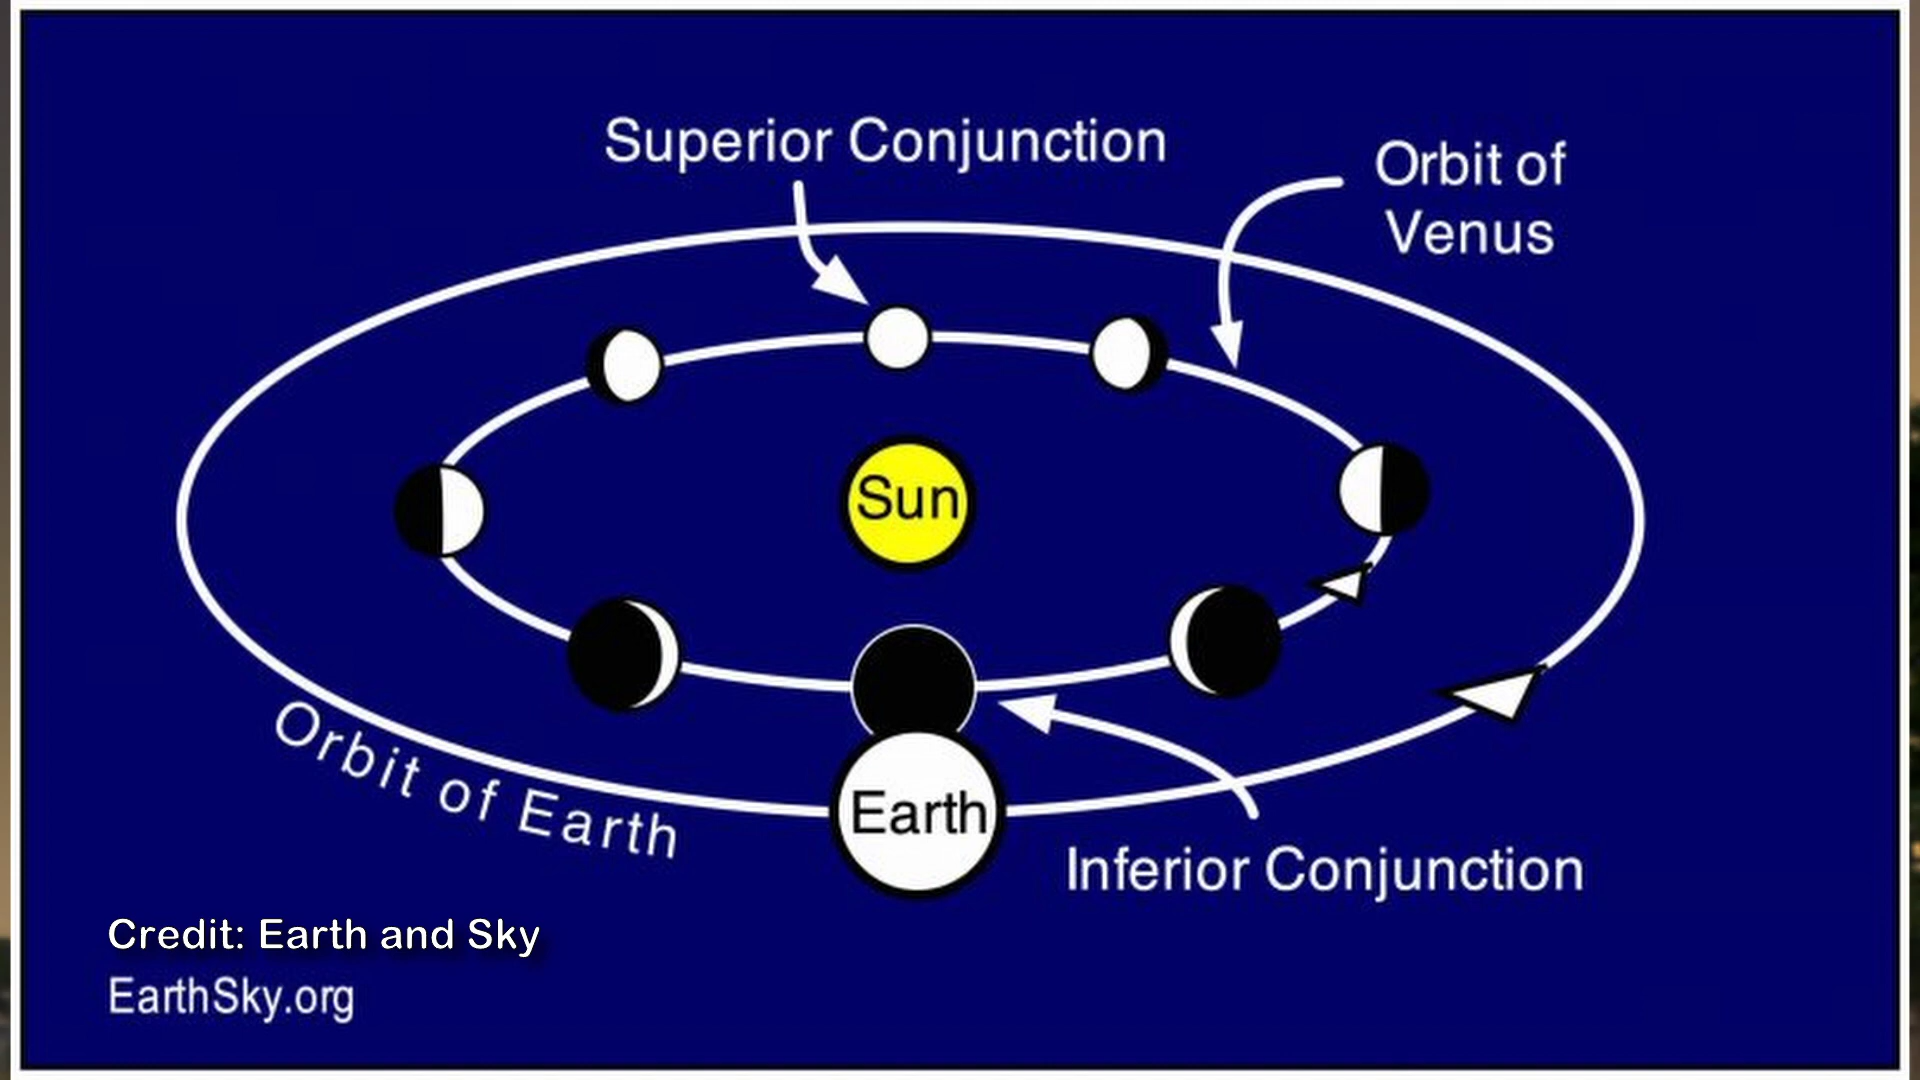 Superior Conjunction
Orbit of
Venus
Sun
Orbit of Earth
Earth
Inferior Conjunction
Credit: Earth and Sky
EarthSky.org